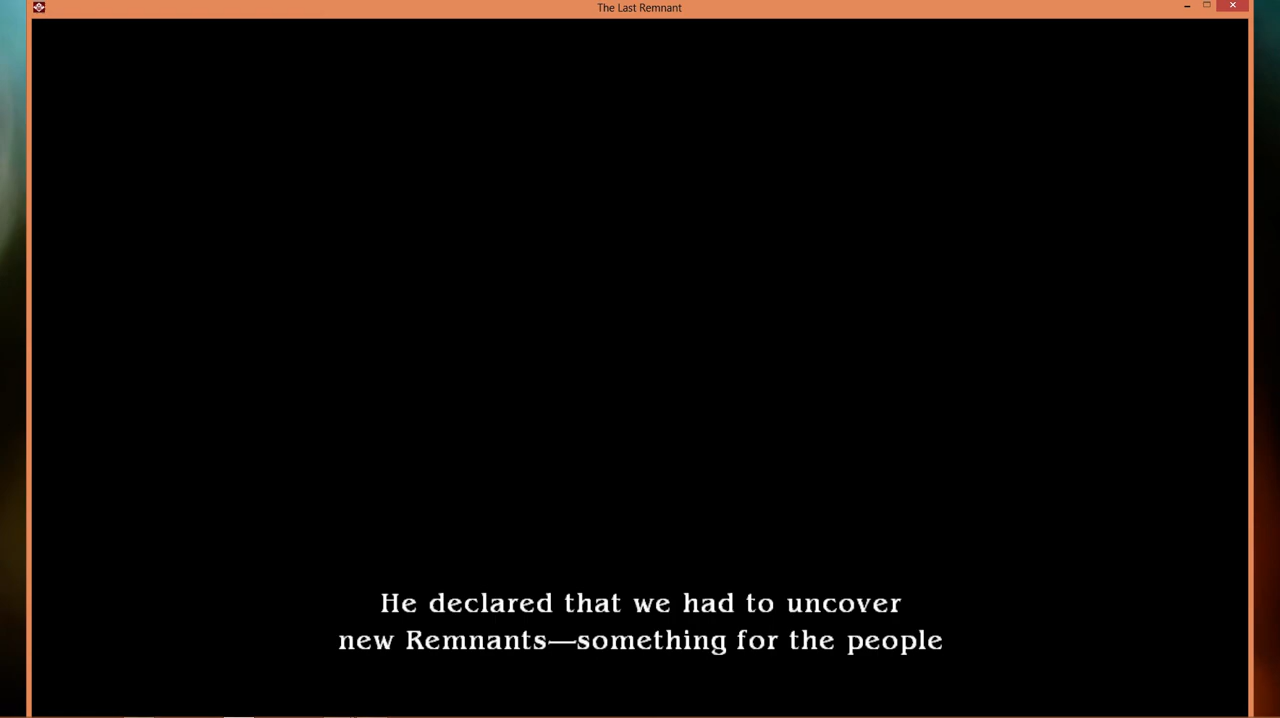 The Last Remnant
He declared that we had to uncover
new Remnants—something for the people